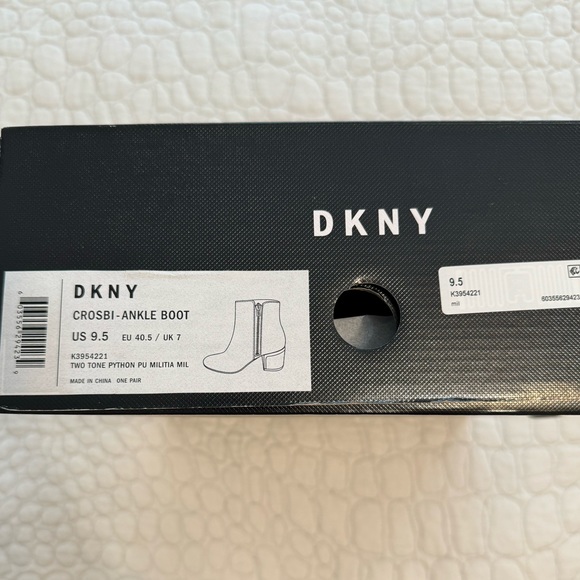 DKNY
DKNY
CROSBI-ANKLE BOOT
US 9.5 EU 40.5 / UK 7
K3954221
TWO TONE PYTHON PU MILITIA MIL
MADE IN CHINA ONE PAIR
9.5
K3954221
mil
60355629423